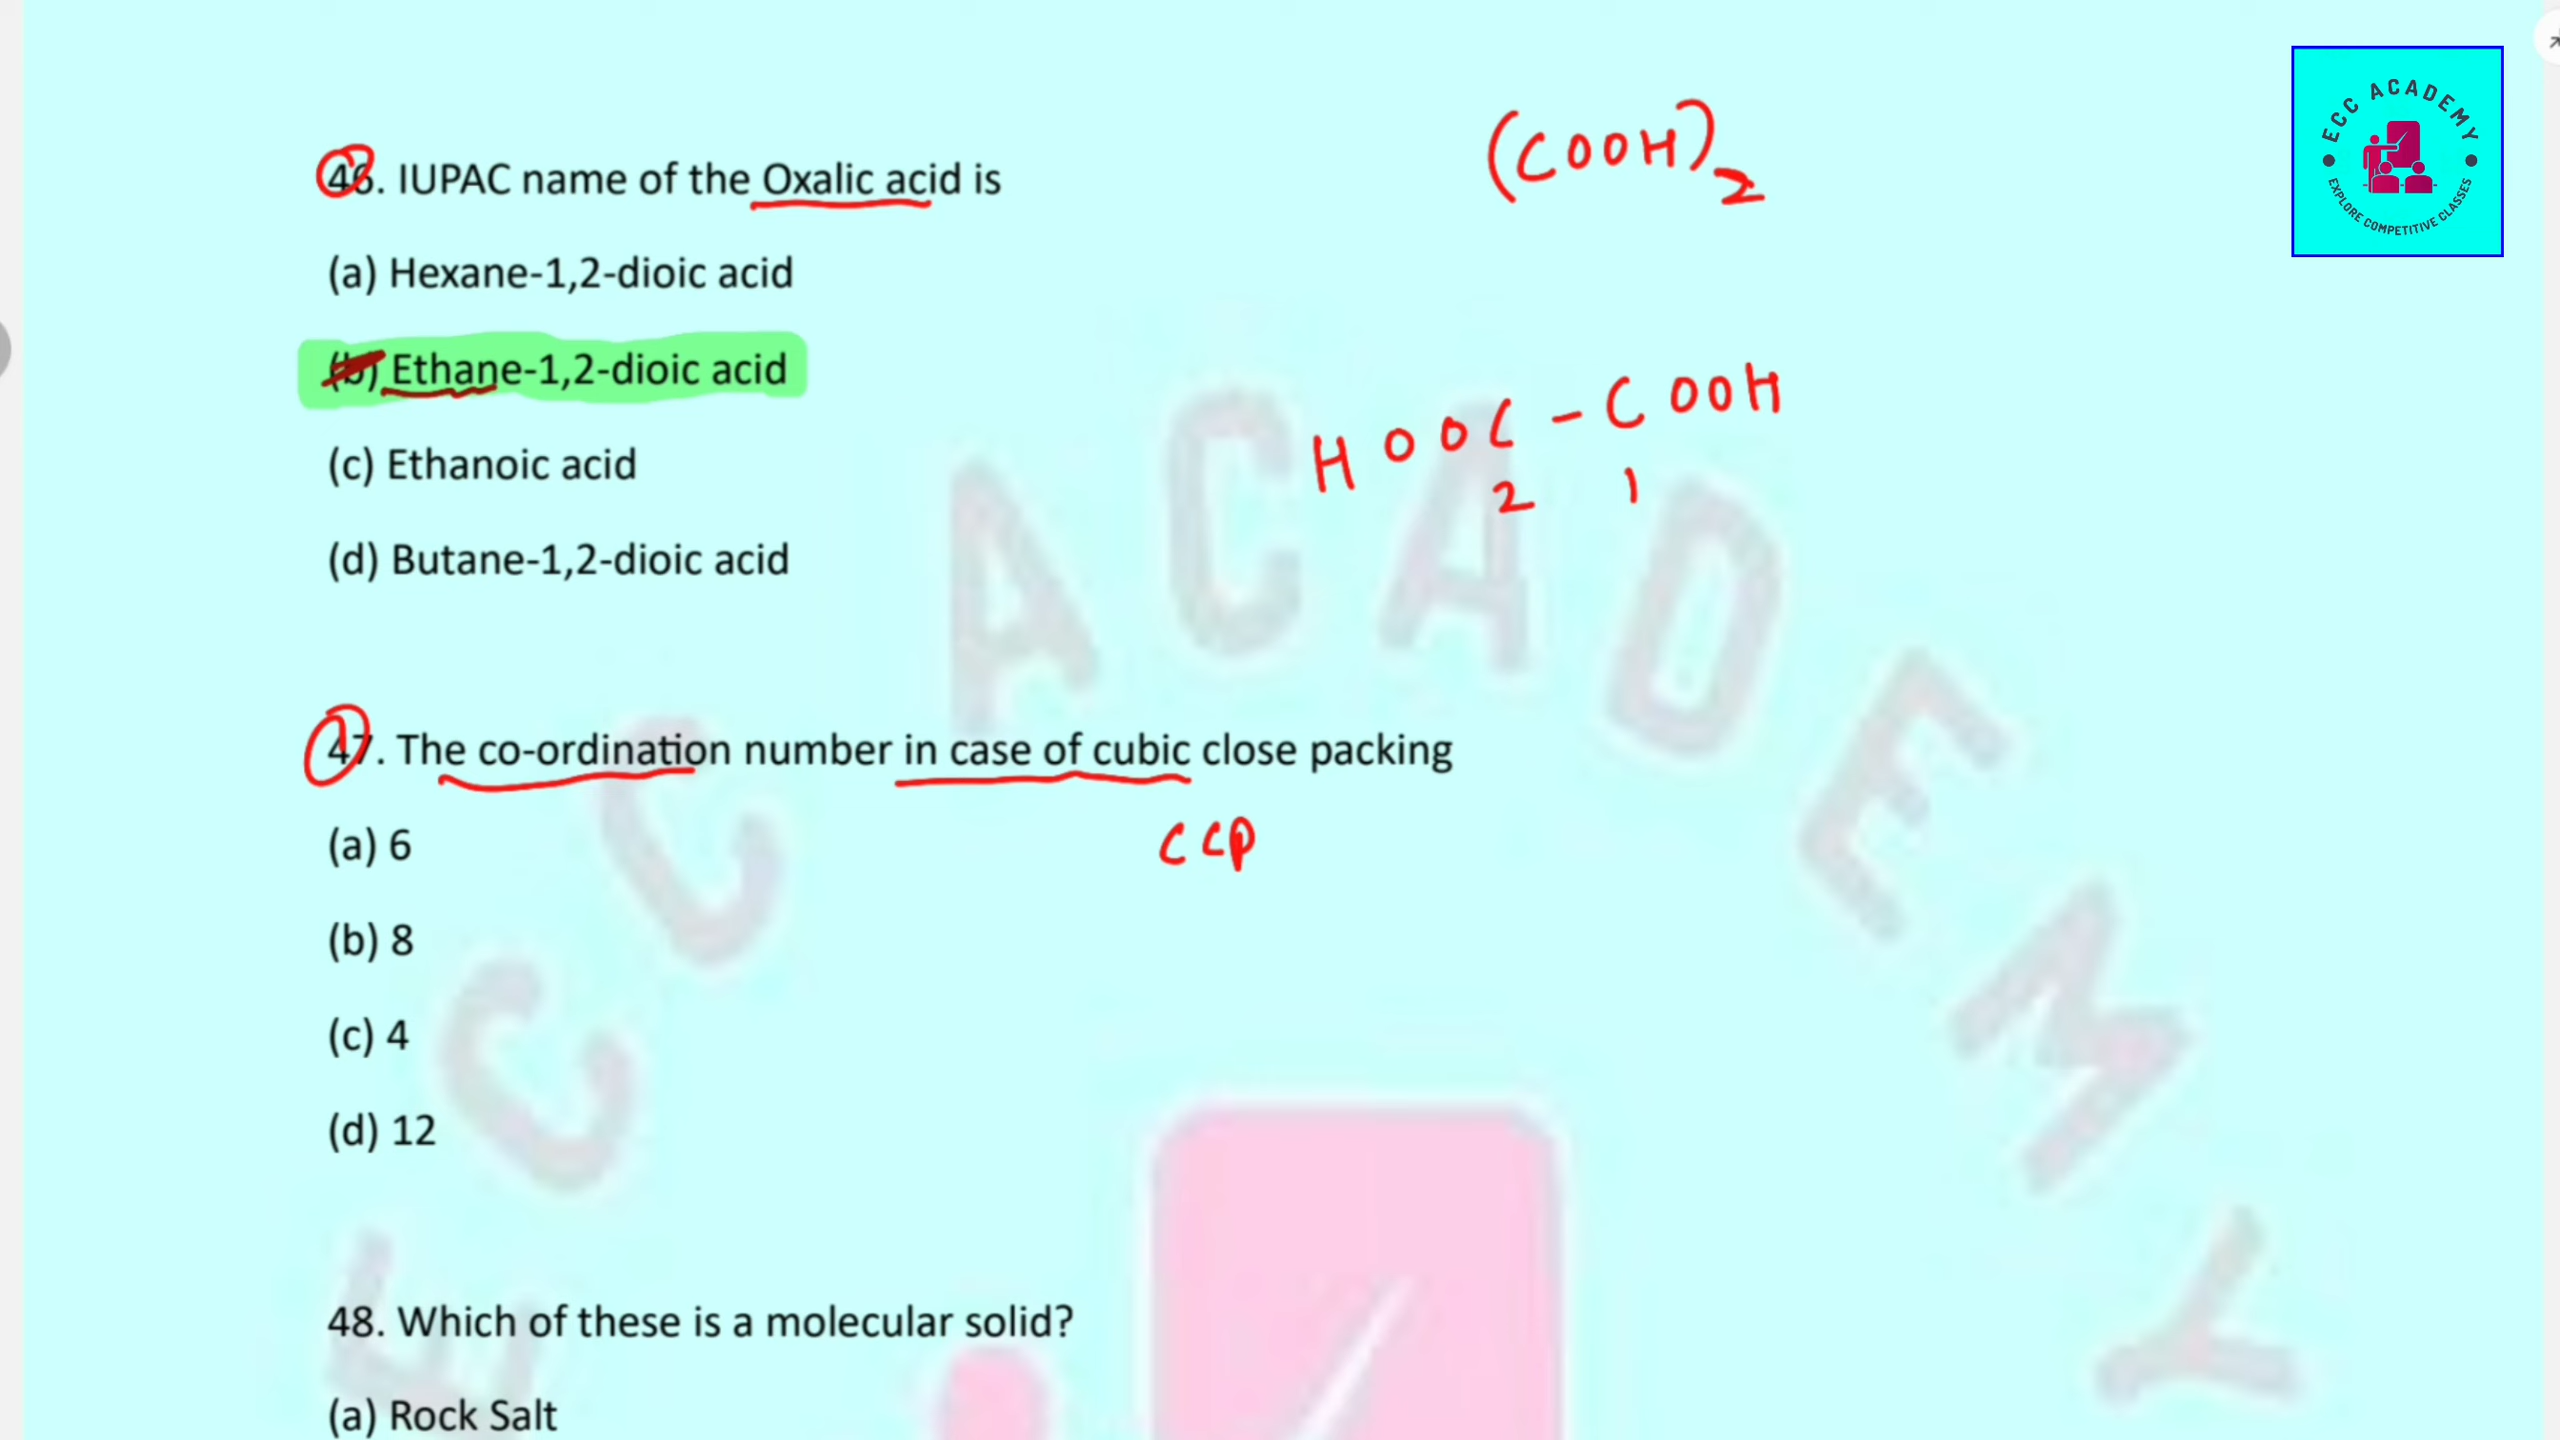 ECC ACADEMY
EXPLORE COMPETITIVE CLASSES
(COOH)2
46. IUPAC name of the Oxalic acid is
(a) Hexane-1,2-dioic acid
(b) Ethane-1,2-dioic acid
HOOC - COOH
2 1
(c) Ethanoic acid
(d) Butane-1,2-dioic acid
47. The co-ordination number in case of cubic close packing
CCP
(a) 6
(b) 8
(c) 4
(d) 12
48. Which of these is a molecular solid?
(a) Rock Salt
ECC ACADEMY